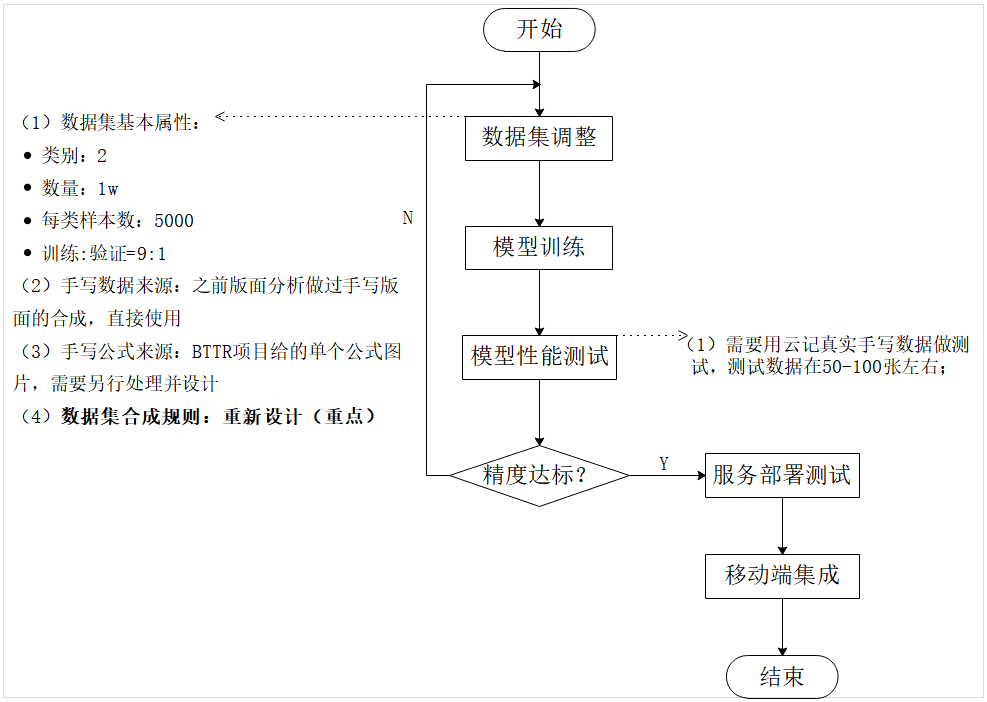 开始
（1）数据集基本属性：
• 类别：2
• 数量：1w
• 每类样本数：5000
• 训练:验证=9:1
（2）手写数据来源：之前版面分析做过手写版
面的合成，直接使用
（3）手写公式来源：BTTR项目给的单个公式图
片，需要另行处理并设计
（4）数据集合成规则：重新设计（重点）
数据集调整
N
模型训练
模型性能测试
（1）需要用云记真实手写数据做测
试，测试数据在50-100张左右；
精度达标？
Y
服务部署测试
移动端集成
结束